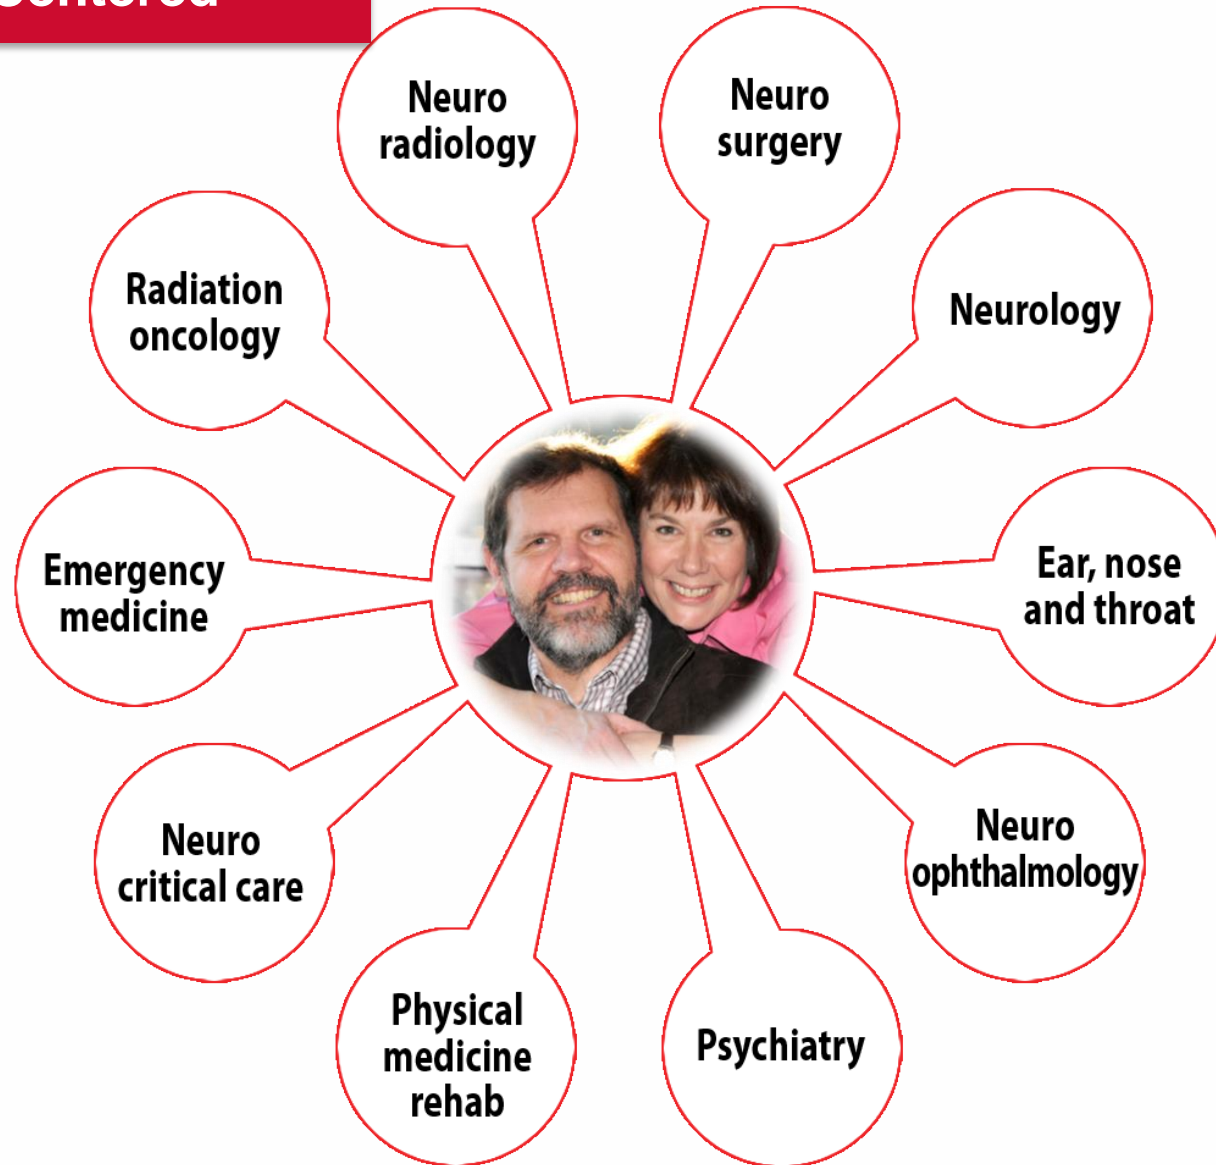 Centered
Neuro
radiology
Neuro
surgery
Neurology
Ear, nose
and throat
Neuro
ophthalmology
Psychiatry
Physical
medicine
rehab
Neuro
critical care
Emergency
medicine
Radiation
oncology